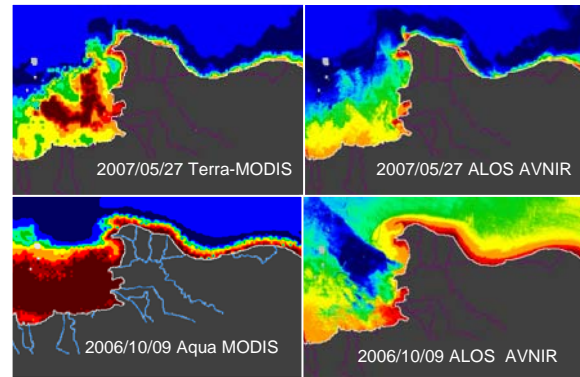 2007/05/27 Terra-MODIS
2007/05/27 ALOS AVNIR
2006/10/09 Aqua MODIS
2006/10/09 ALOS AVNIR